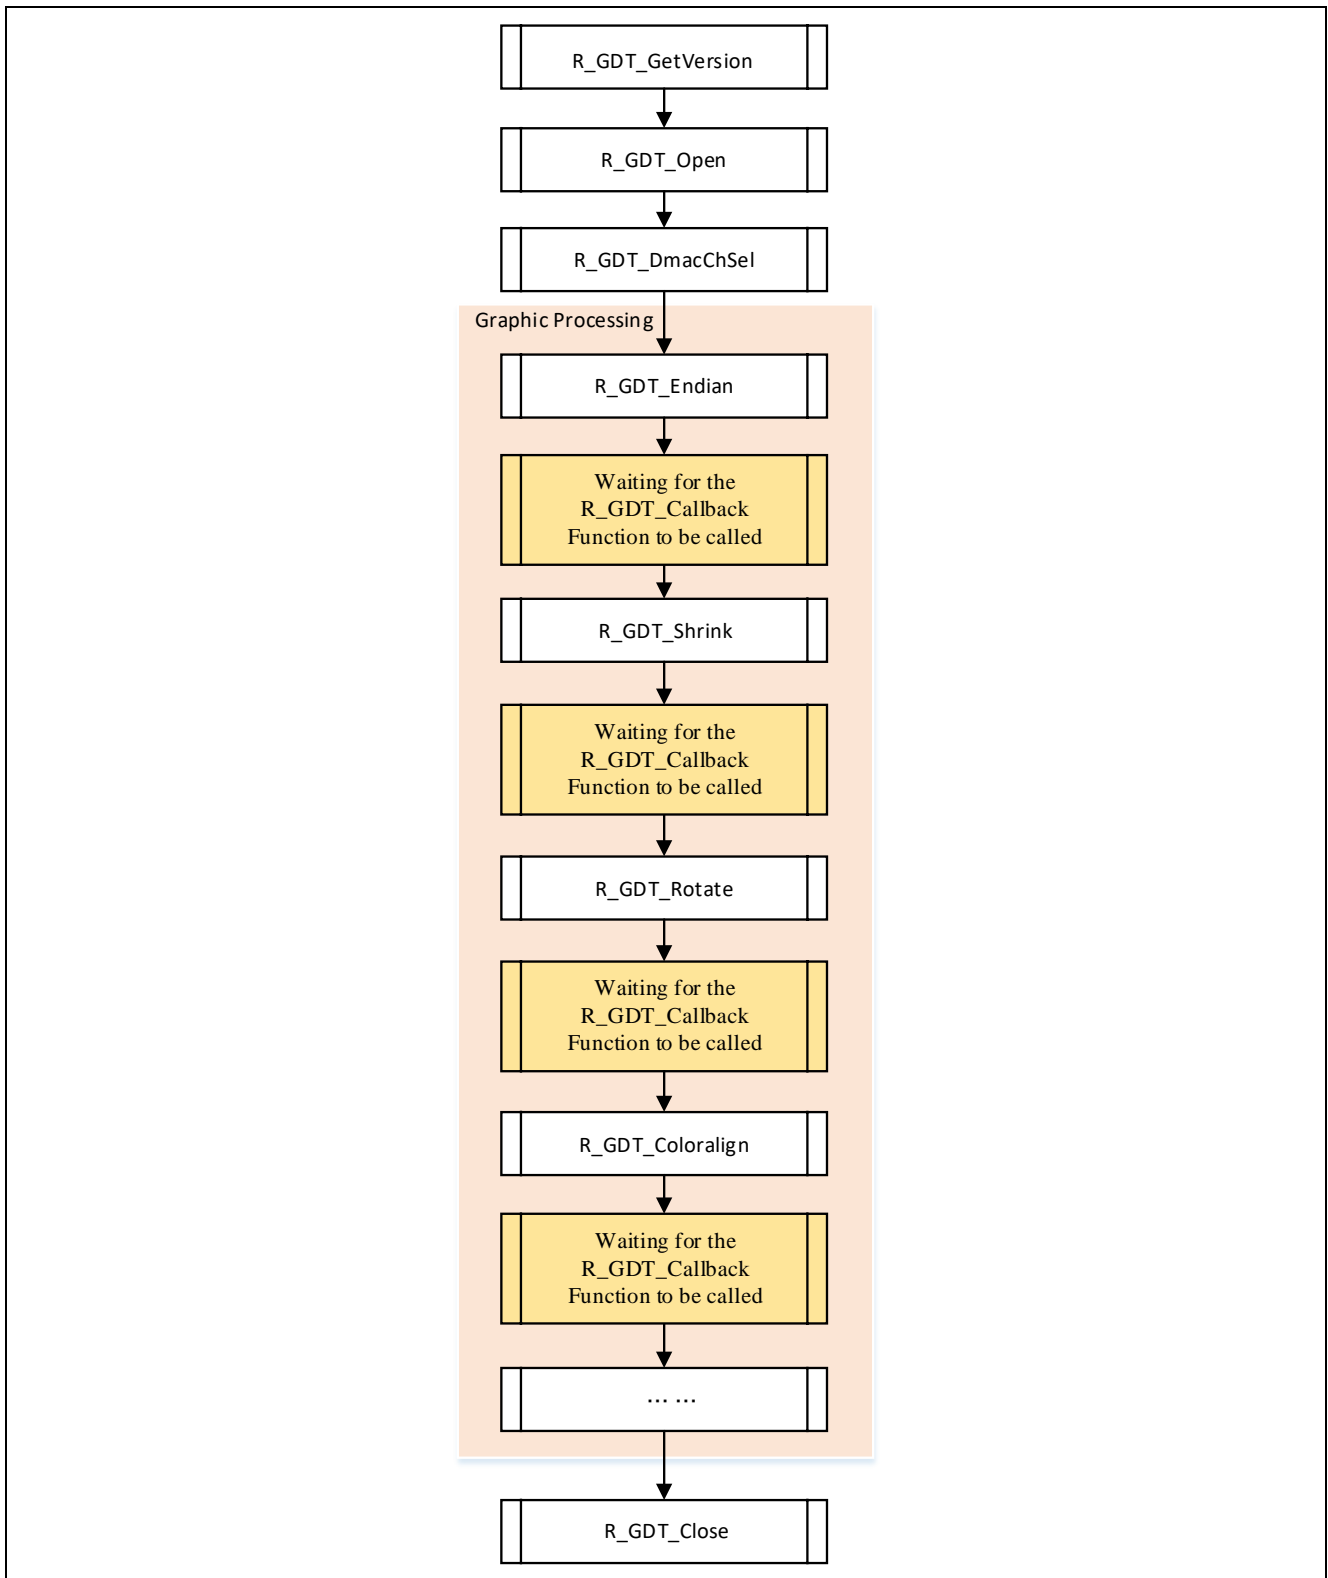 R_GDT_GetVersion
R_GDT_Open
R_GDT_DmacChSel
Graphic Processing
R_GDT_Endian
Waiting for the
R_GDT_Callback
Function to be called
R_GDT_Shrink
Waiting for the
R_GDT_Callback
Function to be called
R_GDT_Rotate
Waiting for the
R_GDT_Callback
Function to be called
R_GDT_Coloralign
Waiting for the
R_GDT_Callback
Function to be called
... ...
R_GDT_Close